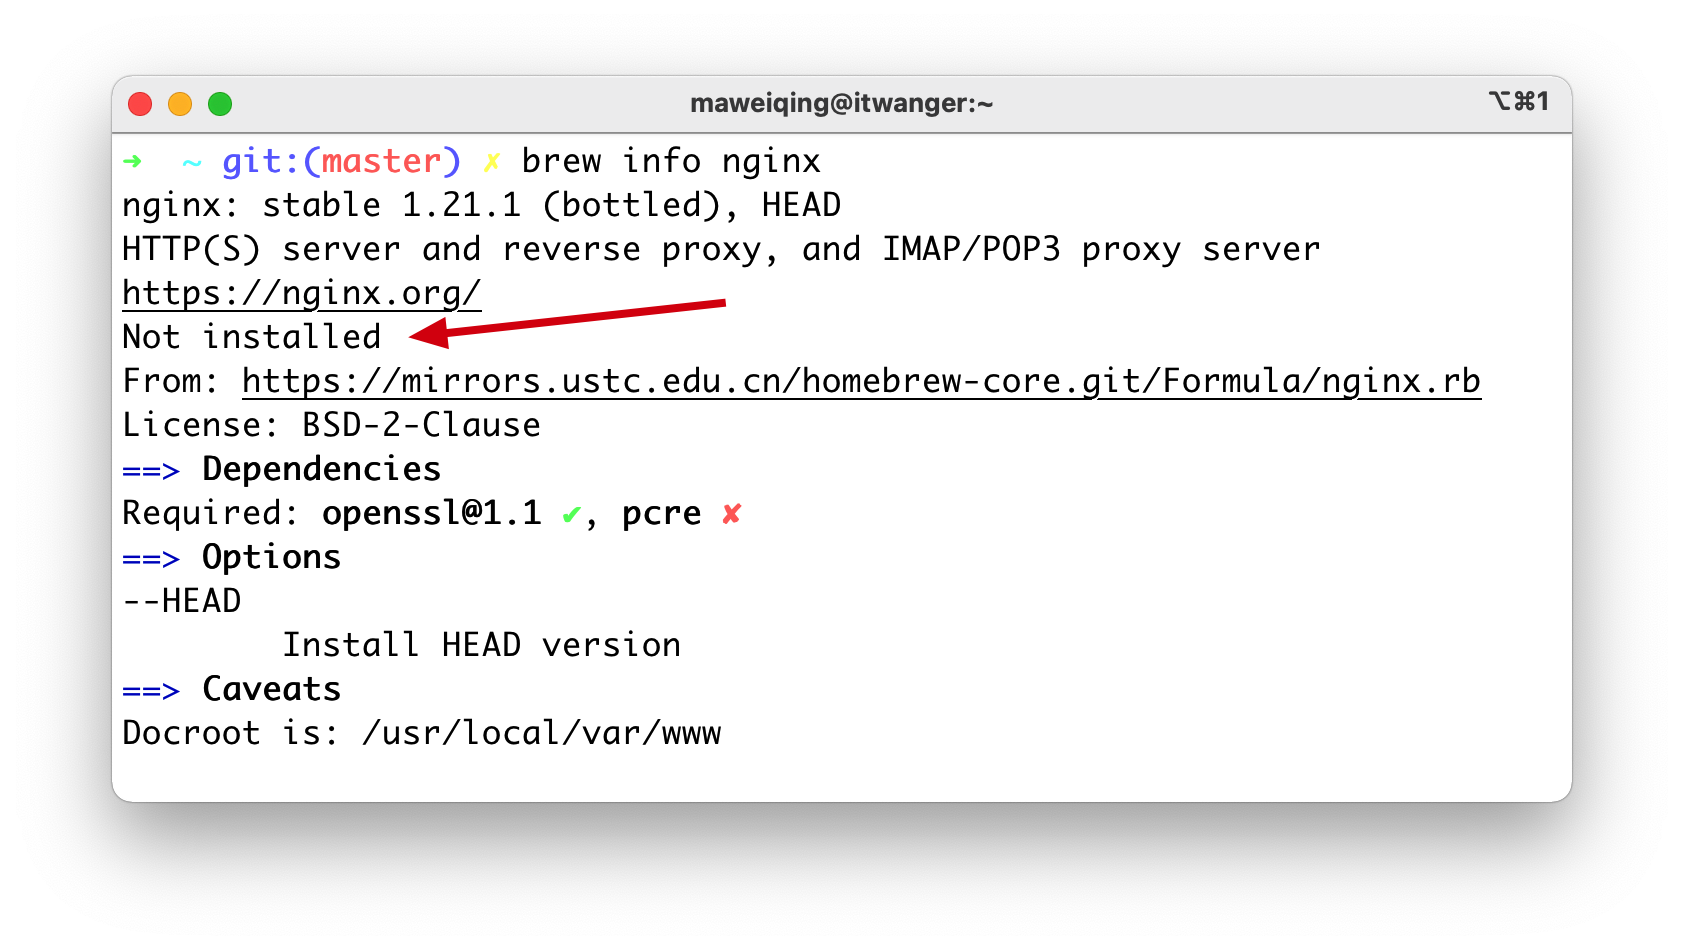 maweiqing@itwanger:~
⌥⌘1
➜ ~ git:(master) ✗ brew info nginx
nginx: stable 1.21.1 (bottled), HEAD
HTTP(S) server and reverse proxy, and IMAP/POP3 proxy server
https://nginx.org/
Not installed
From: https://mirrors.ustc.edu.cn/homebrew-core.git/Formula/nginx.rb
License: BSD-2-Clause
==> Dependencies
Required: openssl@1.1 ✔, pcre ✘
==> Options
--HEAD
Install HEAD version
==> Caveats
Docroot is: /usr/local/var/www